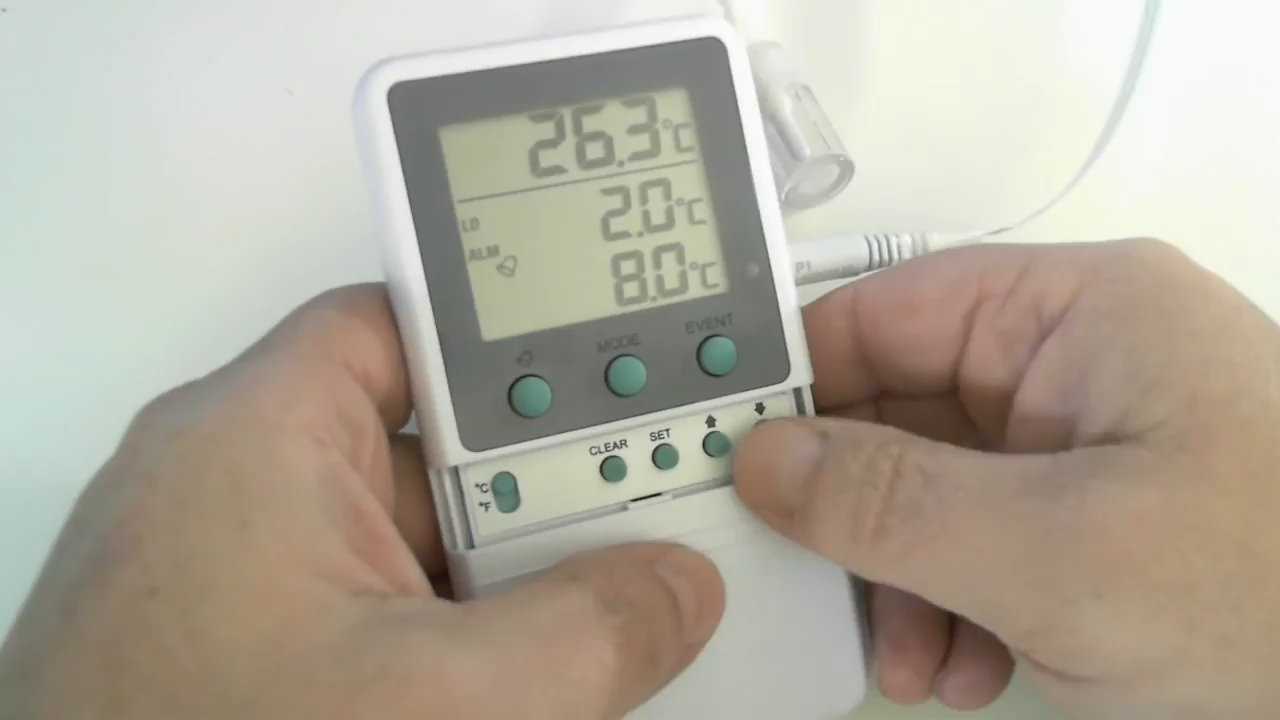 26.3°C
LO 2.0°C
ALM 8.0°C
P1
MODE EVENT
CLEAR SET
°C
°F